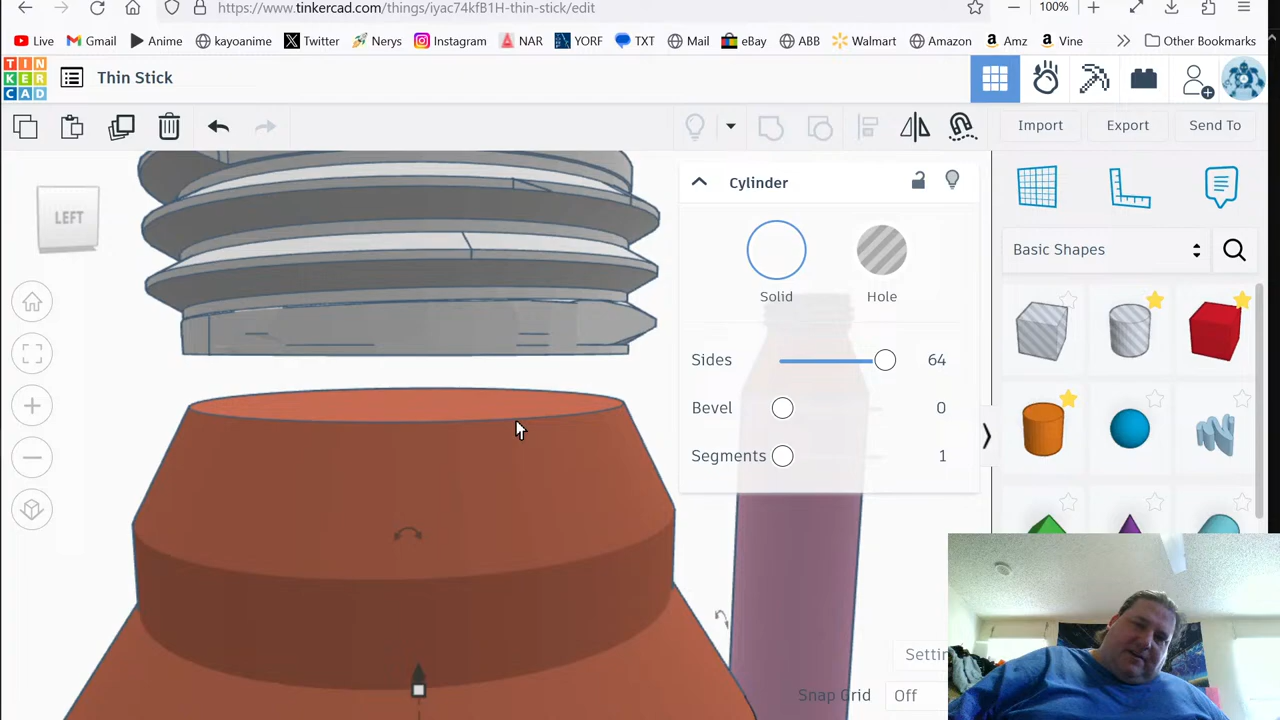 https://www.tinkercad.com/things/iyac74kfB1H-thin-stick/edit
100%
Live
Gmail
Anime
kayoanime
Twitter
Nerys
Instagram
NAR
YORF
TXT
Mail
eBay
ABB
Walmart
Amazon
Amz
Vine
Other Bookmarks
TIN
KER
CAD
Thin Stick
Import
Export
Send To
LEFT
Cylinder
Solid
Hole
Sides 64
Bevel 0
Segments 1
Basic Shapes
Settin
Snap Grid Off